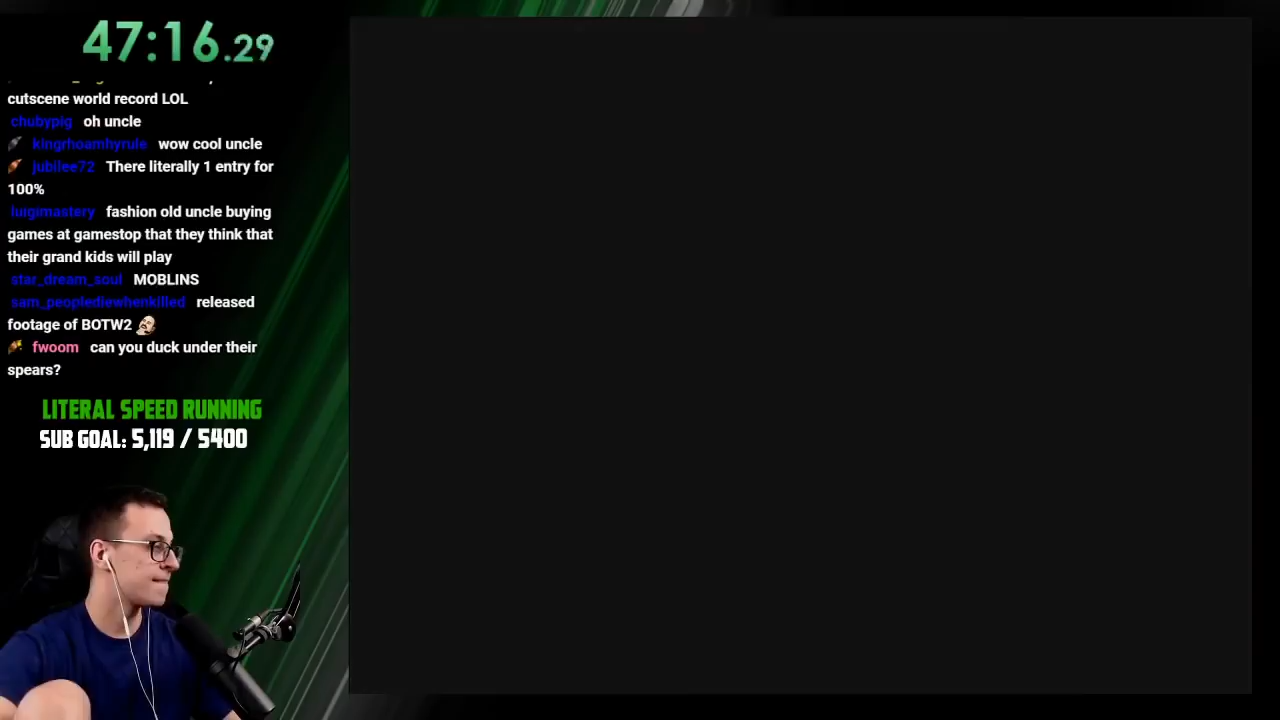 47:16.29
cutscene world record LOL
chubypig oh uncle
kingrhoamhyrule wow cool uncle
jubilee72 There literally 1 entry for
100%
luigimastery fashion old uncle buying
games at gamestop that they think that
their grand kids will play
star_dream_soul MOBLINS
sam_peoplediewhenkilled released
footage of BOTW2
fwoom can you duck under their
spears?
LITERAL SPEED RUNNING
SUB GOAL: 5,119 / 5400